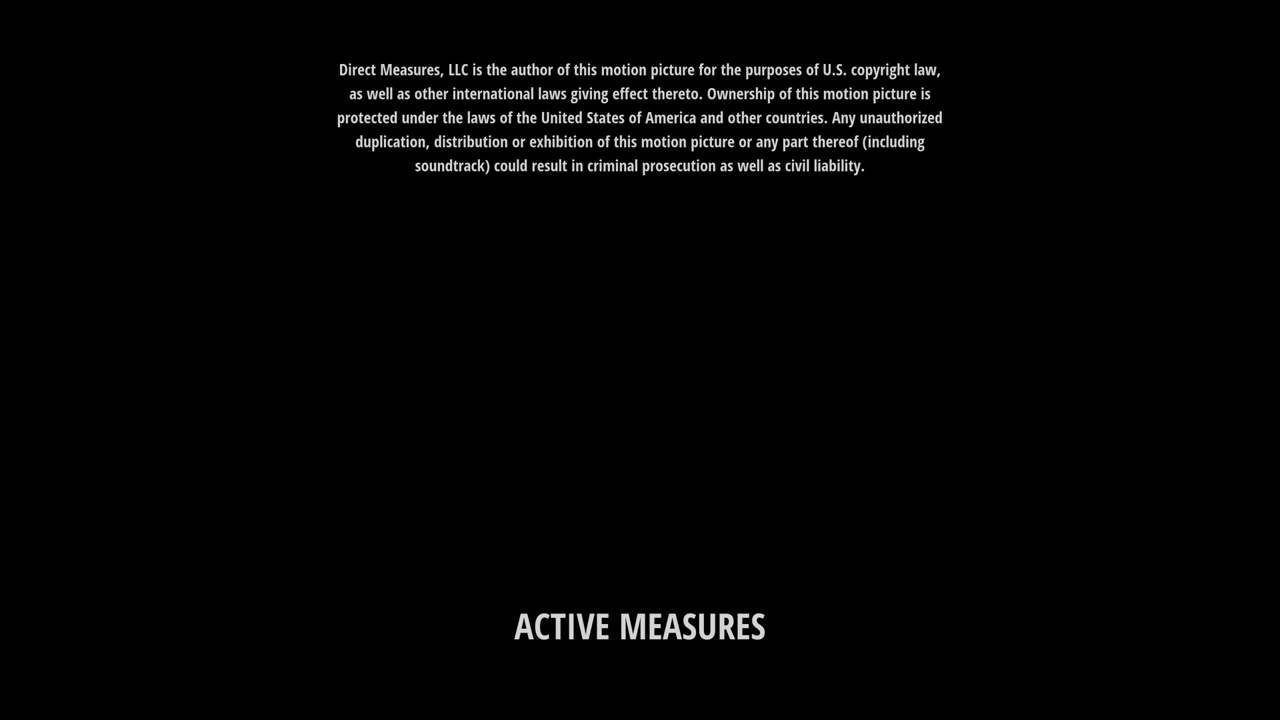 Direct Measures, LLC is the author of this motion picture for the purposes of U.S. copyright law,
as well as other international laws giving effect thereto. Ownership of this motion picture is
protected under the laws of the United States of America and other countries. Any unauthorized
duplication, distribution or exhibition of this motion picture or any part thereof (including
soundtrack) could result in criminal prosecution as well as civil liability.
ACTIVE MEASURES